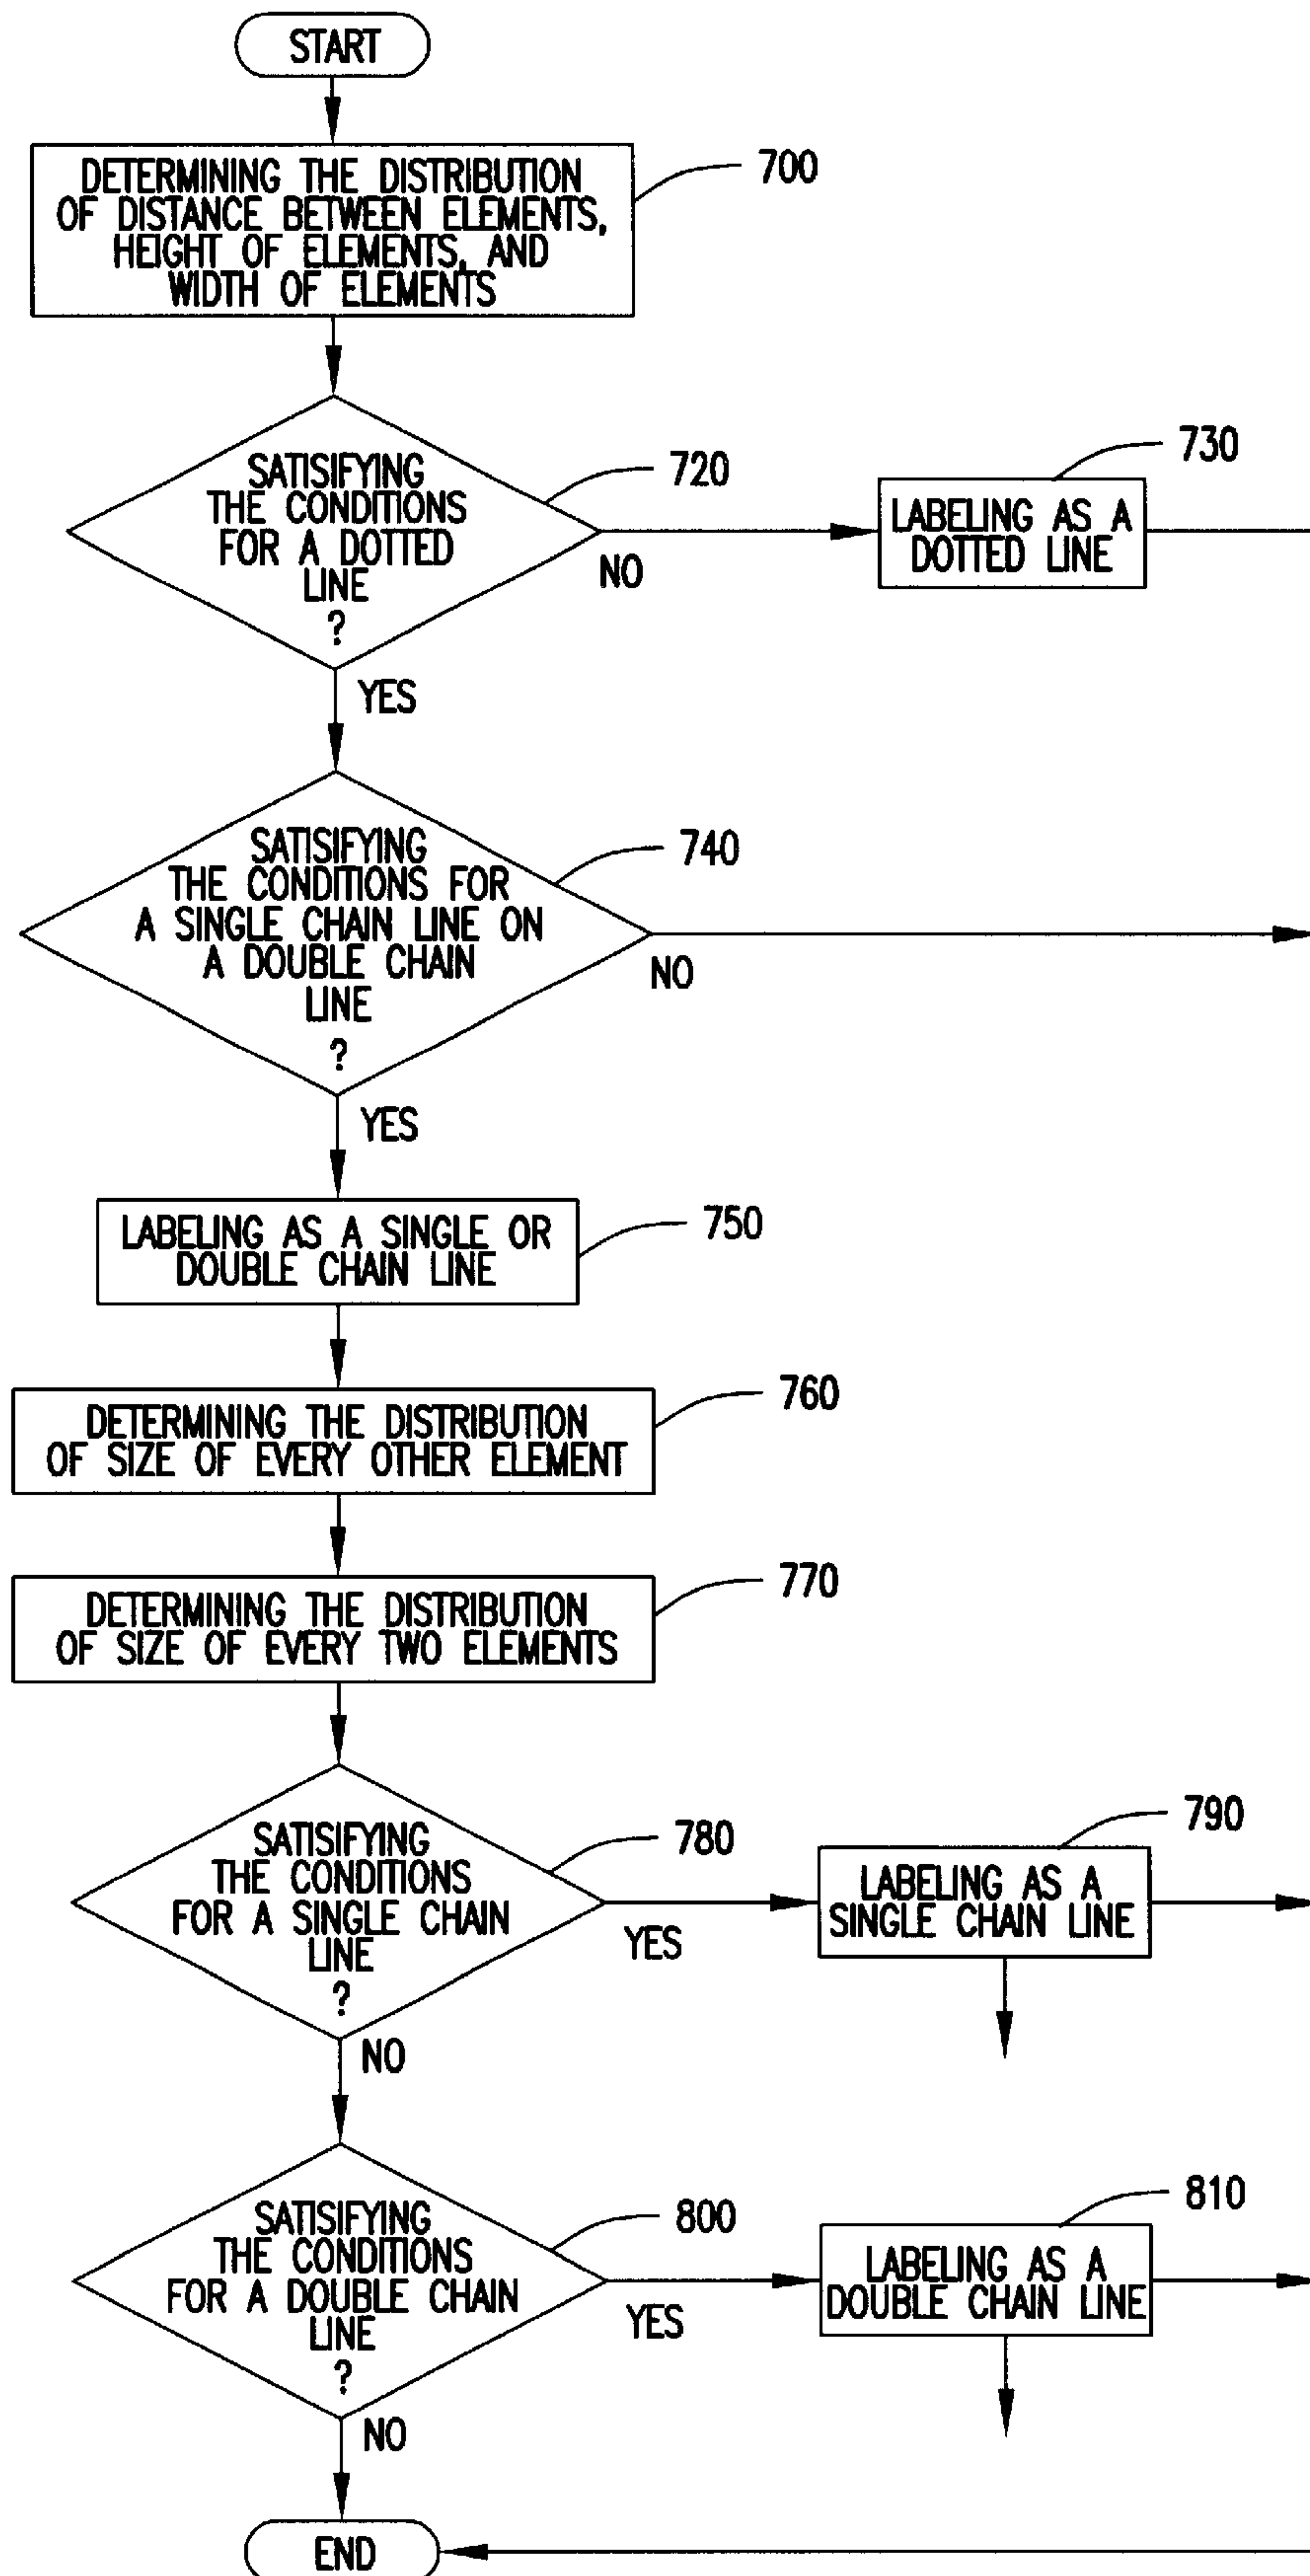 START
DETERMINING THE DISTRIBUTION
OF DISTANCE BETWEEN ELEMENTS,
HEIGHT OF ELEMENTS, AND
WIDTH OF ELEMENTS
700
SATISIFYING
THE CONDITIONS
FOR A DOTTED
LINE
?
720
NO
730
LABELING AS A
DOTTED LINE
YES
SATISIFYING
THE CONDITIONS FOR
A SINGLE CHAIN LINE ON
A DOUBLE CHAIN
LINE
?
740
NO
YES
LABELING AS A SINGLE OR
DOUBLE CHAIN LINE
750
DETERMINING THE DISTRIBUTION
OF SIZE OF EVERY OTHER ELEMENT
760
DETERMINING THE DISTRIBUTION
OF SIZE OF EVERY TWO ELEMENTS
770
SATISIFYING
THE CONDITIONS
FOR A SINGLE CHAIN
LINE
?
780
YES
790
LABELING AS A
SINGLE CHAIN LINE
NO
SATISIFYING
THE CONDITIONS
FOR A DOUBLE CHAIN
LINE
?
800
YES
810
LABELING AS A
DOUBLE CHAIN LINE
NO
END